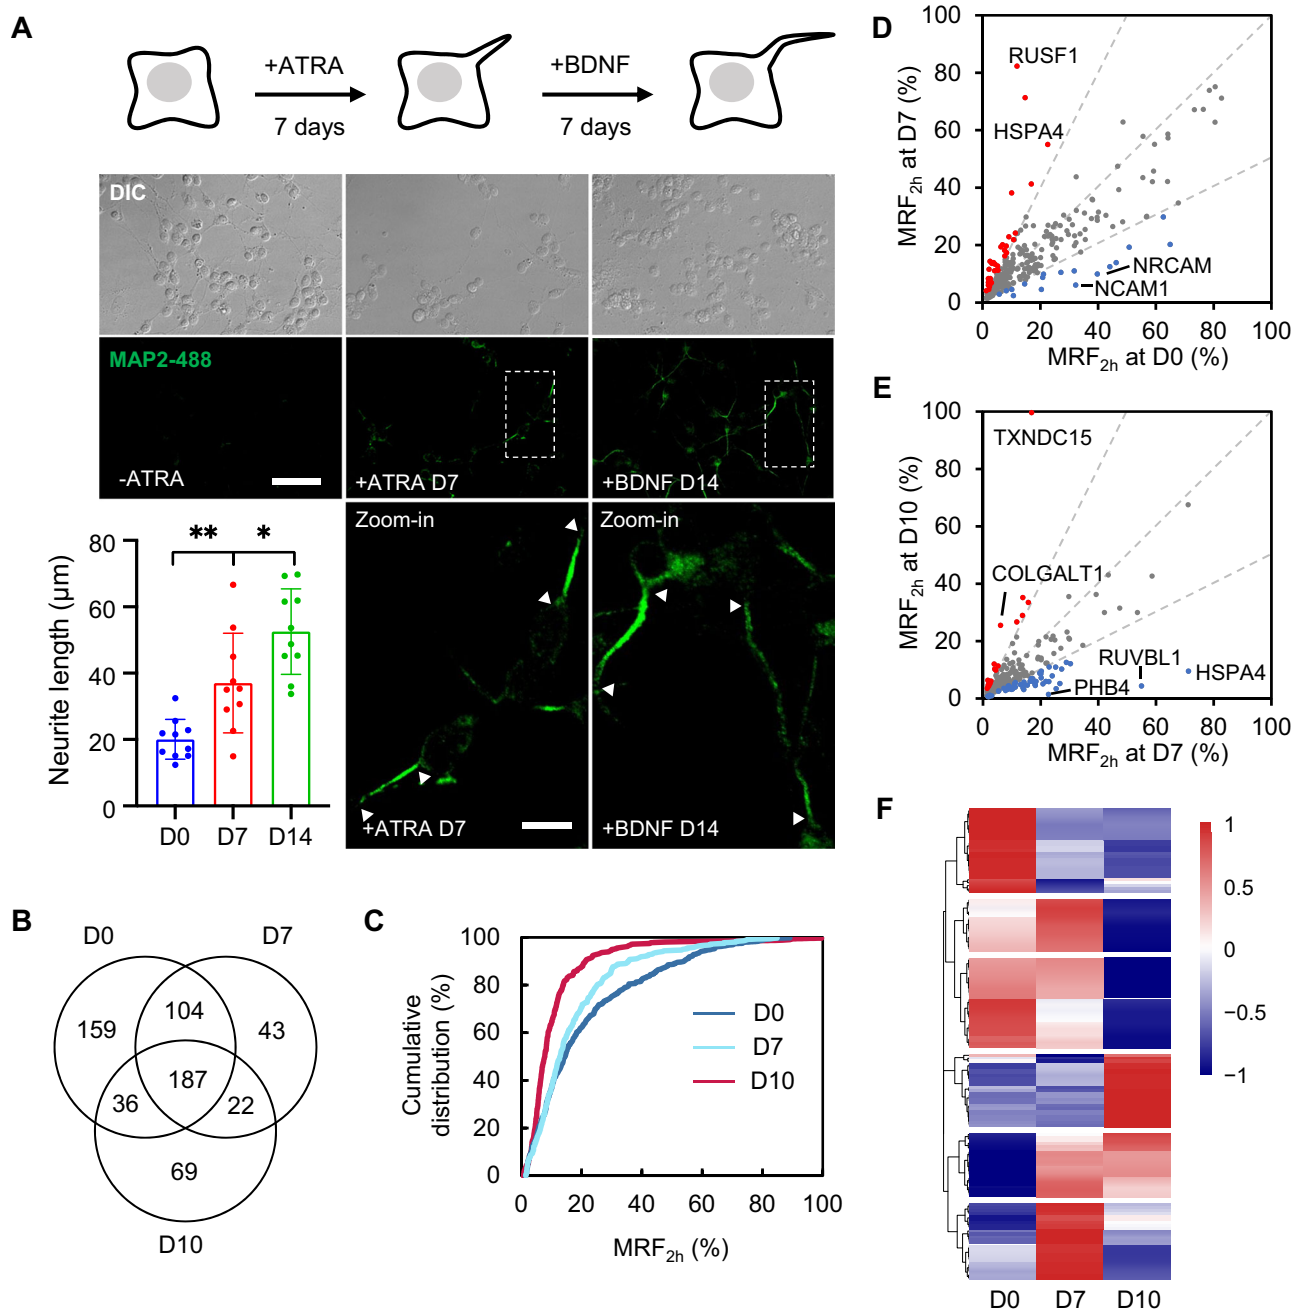 A
+ATRA
7 days
+BDNF
7 days
DIC
MAP2-488
-ATRA
+ATRA D7
+BDNF D14
Zoom-in
+ATRA D7
Zoom-in
+BDNF D14
Neurite length (μm)
80
60
40
20
0
** *
D0 D7 D14
B
D0 D7
159 104 43
187
36 22
69
D10
C
Cumulative
distribution (%)
100
80
60
40
20
0
D0
D7
D10
0 20 40 60 80 100
MRF2h (%)
D
MRF2h at D7 (%)
100
80
60
40
20
0
RUSF1
HSPA4
NRCAM
NCAM1
0 20 40 60 80 100
MRF2h at D0 (%)
E
MRF2h at D10 (%)
100
80
60
40
20
0
TXNDC15
COLGALT1
RUVBL1
HSPA4
PHB4
0 20 40 60 80 100
MRF2h at D7 (%)
F
1
0.5
0
−0.5
−1
D0 D7 D10